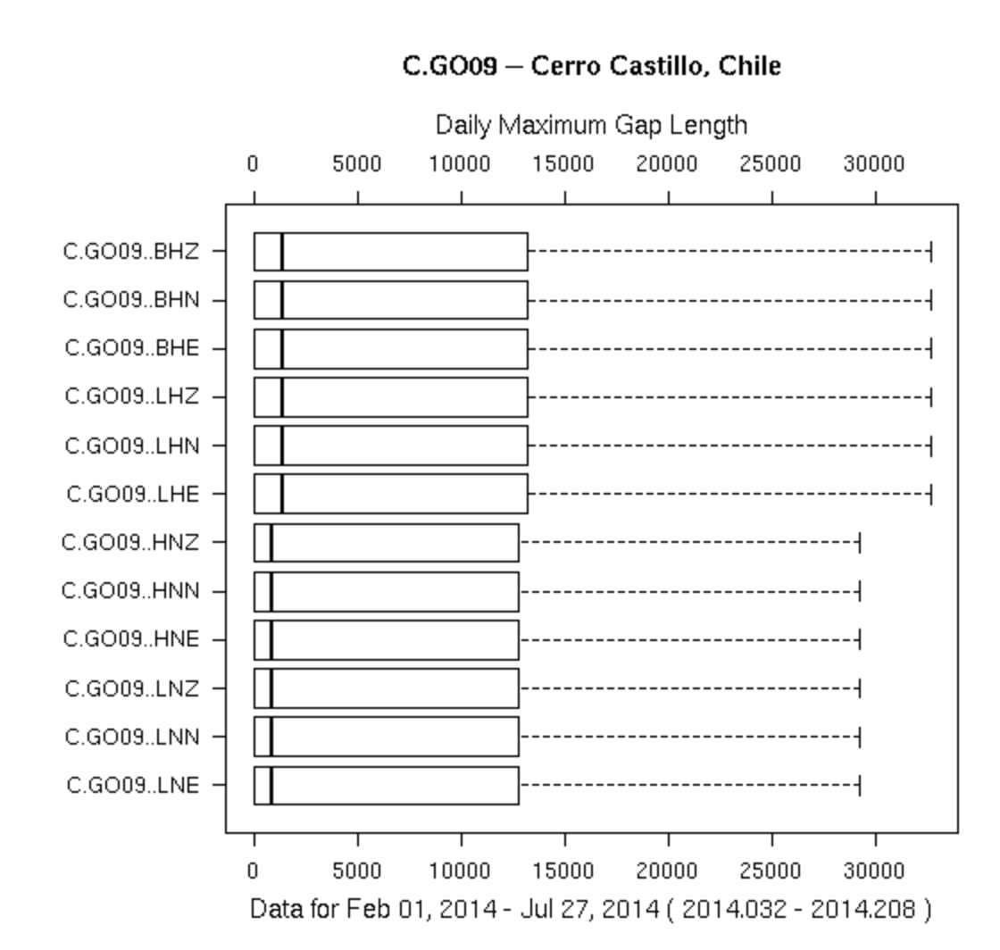 C.GO09 – Cerro Castillo, Chile
Daily Maximum Gap Length
0 5000 10000 15000 20000 25000 30000
C.GO09..BHZ
C.GO09..BHN
C.GO09..BHE
C.GO09..LHZ
C.GO09..LHN
C.GO09..LHE
C.GO09..HNZ
C.GO09..HNN
C.GO09..HNE
C.GO09..LNZ
C.GO09..LNN
C.GO09..LNE
0 5000 10000 15000 20000 25000 30000
Data for Feb 01, 2014 - Jul 27, 2014 ( 2014.032 - 2014.208 )